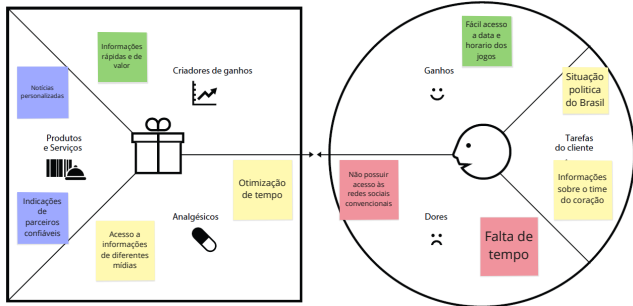 Informações
rápidas e de
valor
Criadores de ganhos
Notícias
personalizadas
Produtos
e Serviços
Indicações
de
parceiros
confiáveis
Acesso a
informações
de diferentes
mídias
Analgésicos
Otimização
de tempo
Fácil acesso
a data e
horario dos
jogos
Ganhos
Situação
politica
do Brasil
Tarefas
do cliente
Informações
sobre o time
do coração
Não possuir
acesso às
redes sociais
convencionais
Dores
Falta de
tempo